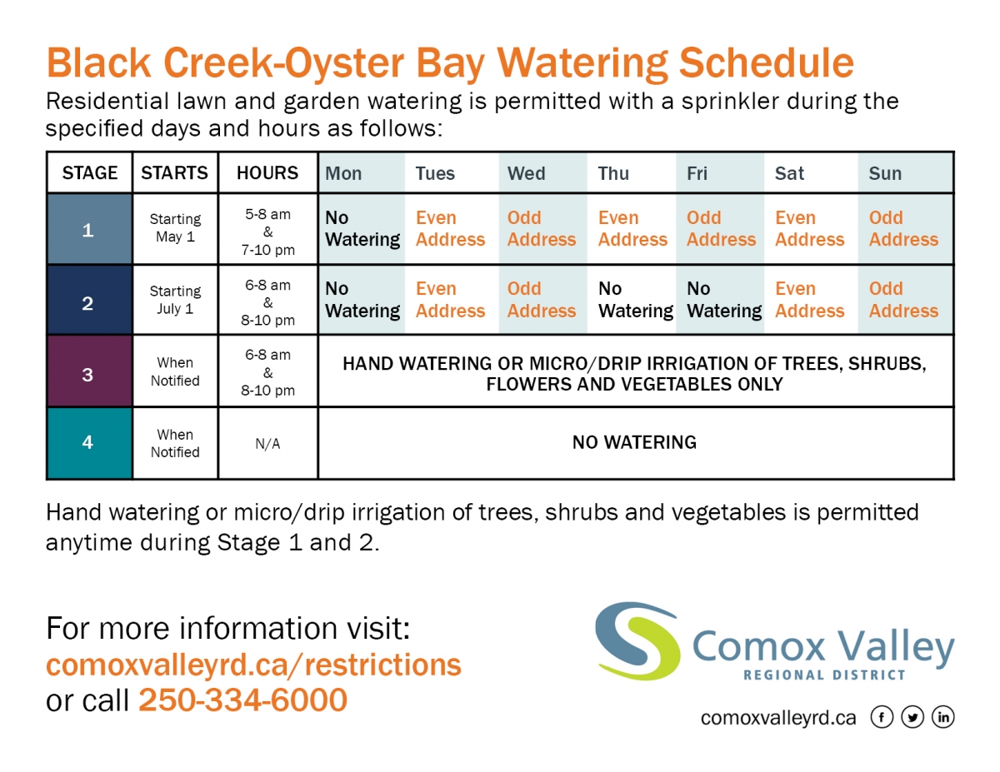 Black Creek-Oyster Bay Watering Schedule
Residential lawn and garden watering is permitted with a sprinkler during the
specified days and hours as follows:
STAGE STARTS HOURS Mon Tues Wed Thu Fri Sat Sun
1
Starting
May 1
5-8 am
&
7-10 pm
No
Watering
Even
Address
Odd
Address
Even
Address
Odd
Address
Even
Address
Odd
Address
2
Starting
July 1
6-8 am
&
8-10 pm
No
Watering
Even
Address
Odd
Address
No
Watering
No
Watering
Even
Address
Odd
Address
3
When
Notified
6-8 am
&
8-10 pm
HAND WATERING OR MICRO/DRIP IRRIGATION OF TREES, SHRUBS,
FLOWERS AND VEGETABLES ONLY
4
When
Notified
N/A
NO WATERING
Hand watering or micro/drip irrigation of trees, shrubs and vegetables is permitted
anytime during Stage 1 and 2.
For more information visit:
comoxvalleyrd.ca/restrictions
or call 250-334-6000
Comox Valley
REGIONAL DISTRICT
comoxvalleyrd.ca f in